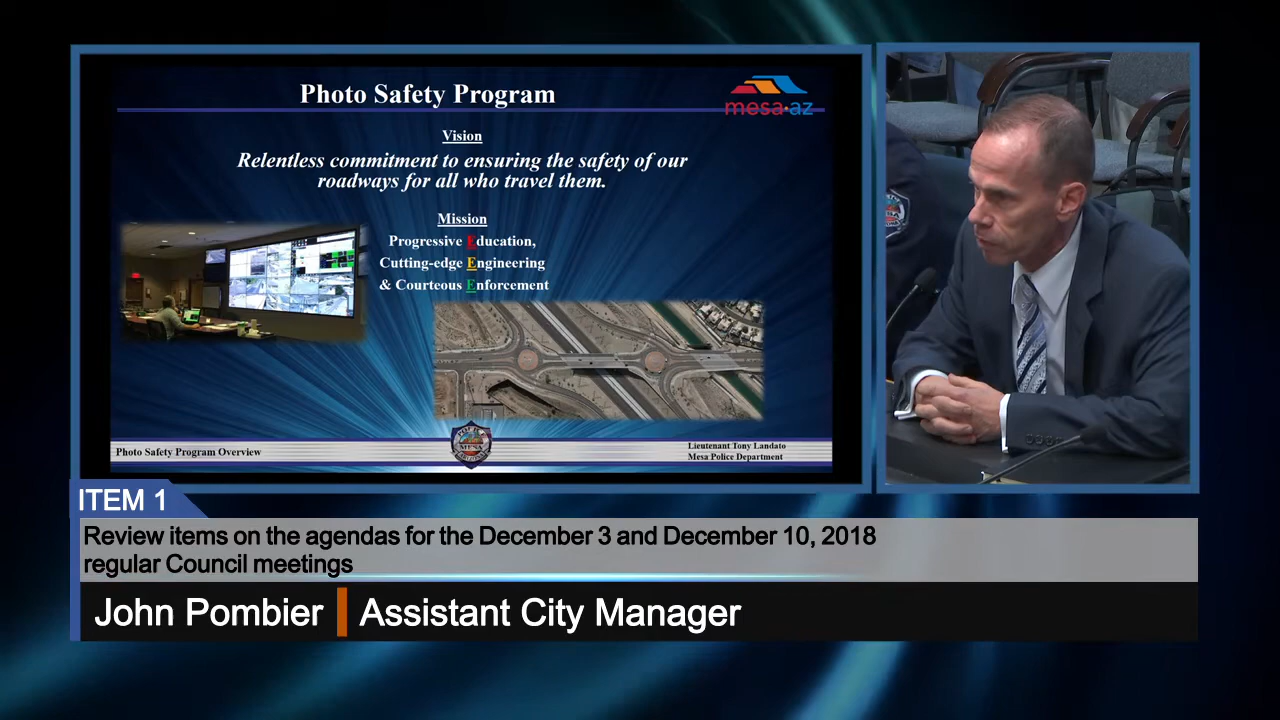 Photo Safety Program
mesa·az
Vision
Relentless commitment to ensuring the safety of our
roadways for all who travel them.
Mission
Progressive Education,
Cutting-edge Engineering
& Courteous Enforcement
MESA
Photo Safety Program Overview
Lieutenant Tony Landato
Mesa Police Department
ITEM 1
Review items on the agendas for the December 3 and December 10, 2018
regular Council meetings
John Pombier
Assistant City Manager